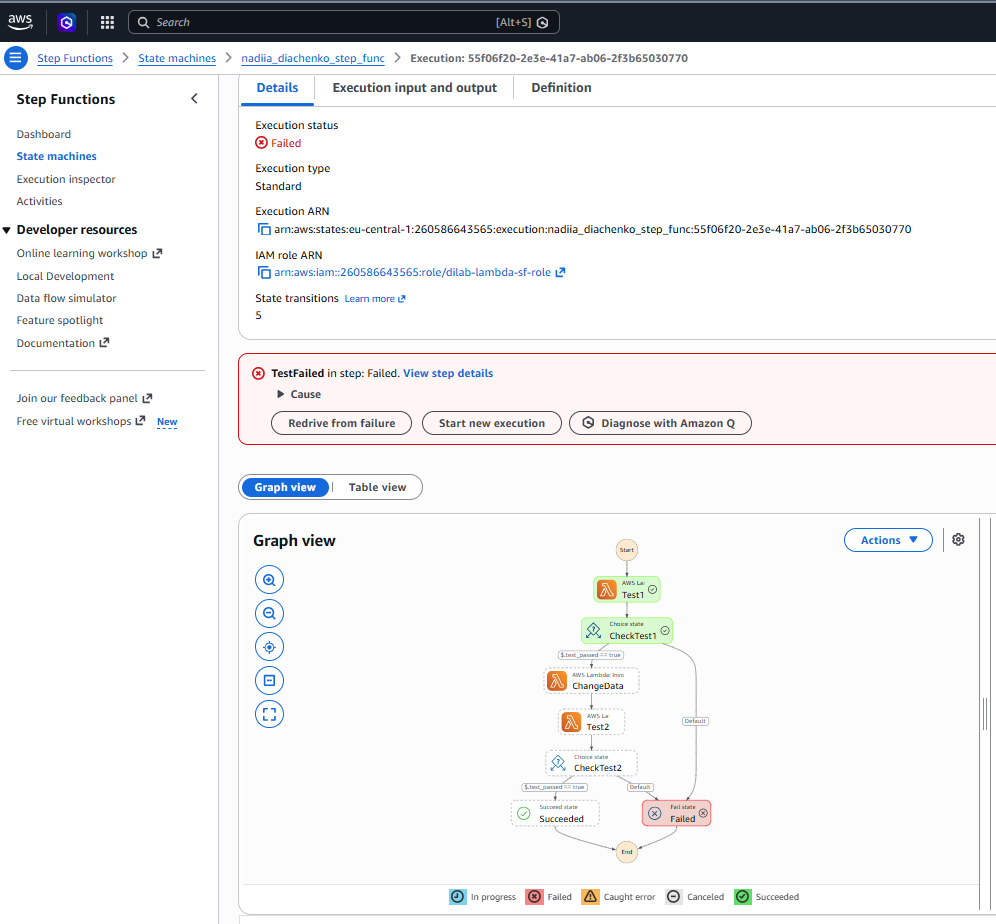 aws
Search [Alt+S]
Step Functions State machines nadiia_diachenko_step_func Execution: 55f06f20-2e3e-41a7-ab06-2f3b65030770
Step Functions
Dashboard
State machines
Execution inspector
Activities
Developer resources
Online learning workshop
Local Development
Data flow simulator
Feature spotlight
Documentation
Join our feedback panel
Free virtual workshops New
Details Execution input and output Definition
Execution status
Failed
Execution type
Standard
Execution ARN
arn:aws:states:eu-central-1:260586643565:execution:nadiia_diachenko_step_func:55f06f20-2e3e-41a7-ab06-2f3b65030770
IAM role ARN
arn:aws:iam::260586643565:role/dilab-lambda-sf-role
State transitions Learn more
5
TestFailed in step: Failed. View step details
Cause
Redrive from failure Start new execution Diagnose with Amazon Q
Graph view Table view
Graph view
Actions
Start
AWS La
Test1
Choice state
CheckTest1
$.test_passed == true
AWS Lambda: Invo
ChangeData
Default
AWS La
Test2
Choice state
CheckTest2
$.test_passed == true Default
Succeed state
Succeeded
Fail state
Failed
End
In progress Failed Caught error Canceled Succeeded